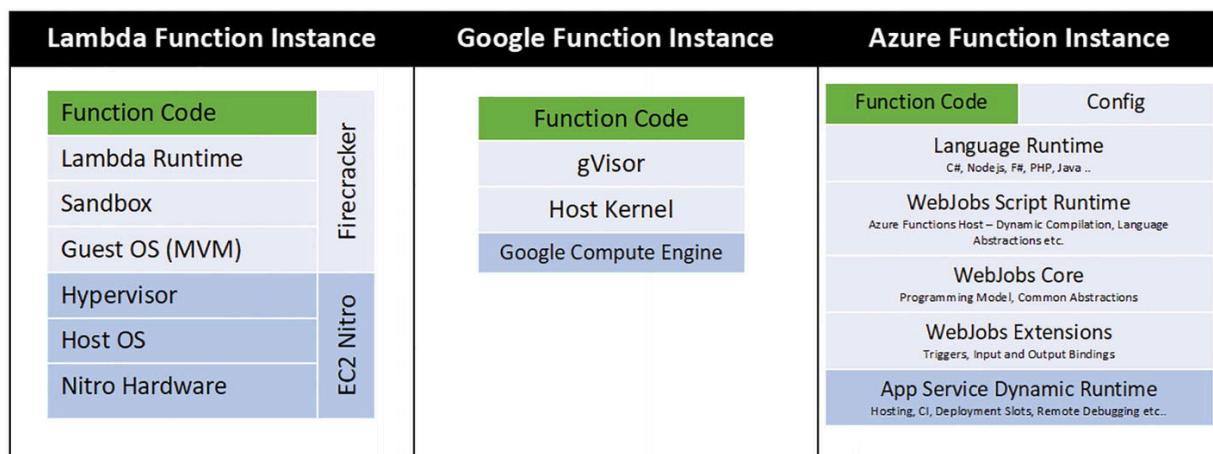 Lambda Function Instance
Google Function Instance
Azure Function Instance
Function Code
Lambda Runtime
Sandbox
Guest OS (MVM)
Hypervisor
Host OS
Nitro Hardware
Firecracker
EC2 Nitro
Function Code
gVisor
Host Kernel
Google Compute Engine
Function Code
Config
Language Runtime
C#, Nodejs, F#, PHP, Java ..
WebJobs Script Runtime
Azure Functions Host – Dynamic Compilation, Language
Abstractions etc.
WebJobs Core
Programming Model, Common Abstractions
WebJobs Extensions
Triggers, Input and Output Bindings
App Service Dynamic Runtime
Hosting, CI, Deployment Slots, Remote Debugging etc..